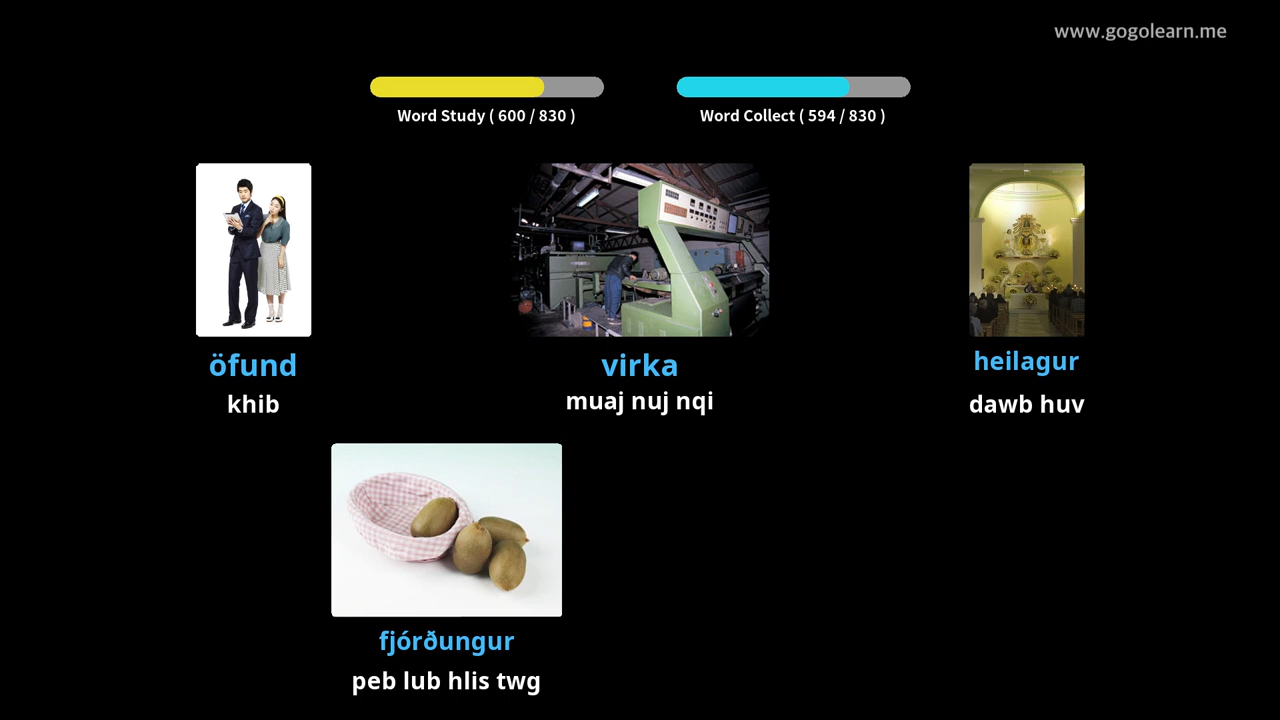 www.gogolearn.me
Word Study ( 600 / 830 )
Word Collect ( 594 / 830 )
öfund
khib
virka
muaj nuj nqi
heilagur
dawb huv
fjórðungur
peb lub hlis twg